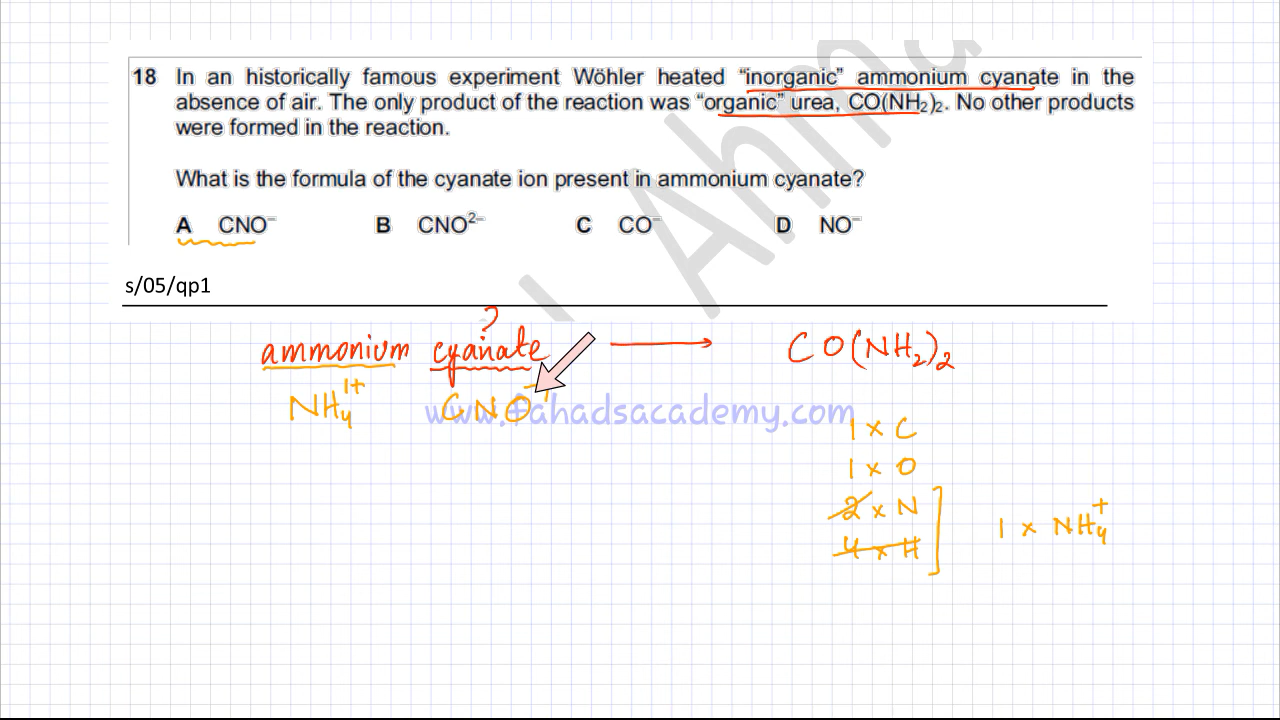 18 In an historically famous experiment Wöhler heated “inorganic” ammonium cyanate in the
absence of air. The only product of the reaction was “organic” urea, CO(NH₂)₂. No other products
were formed in the reaction.
What is the formula of the cyanate ion present in ammonium cyanate?
A CNO⁻ B CNO²⁻ C CO⁻ D NO⁻
s/05/qp1
?
ammonium cyanate → CO(NH₂)₂
NH₄¹⁺ CNO⁻¹
www.fahadsacademy.com
1 × C
1 × O
2 × N
4 × H
1 × NH₄⁺